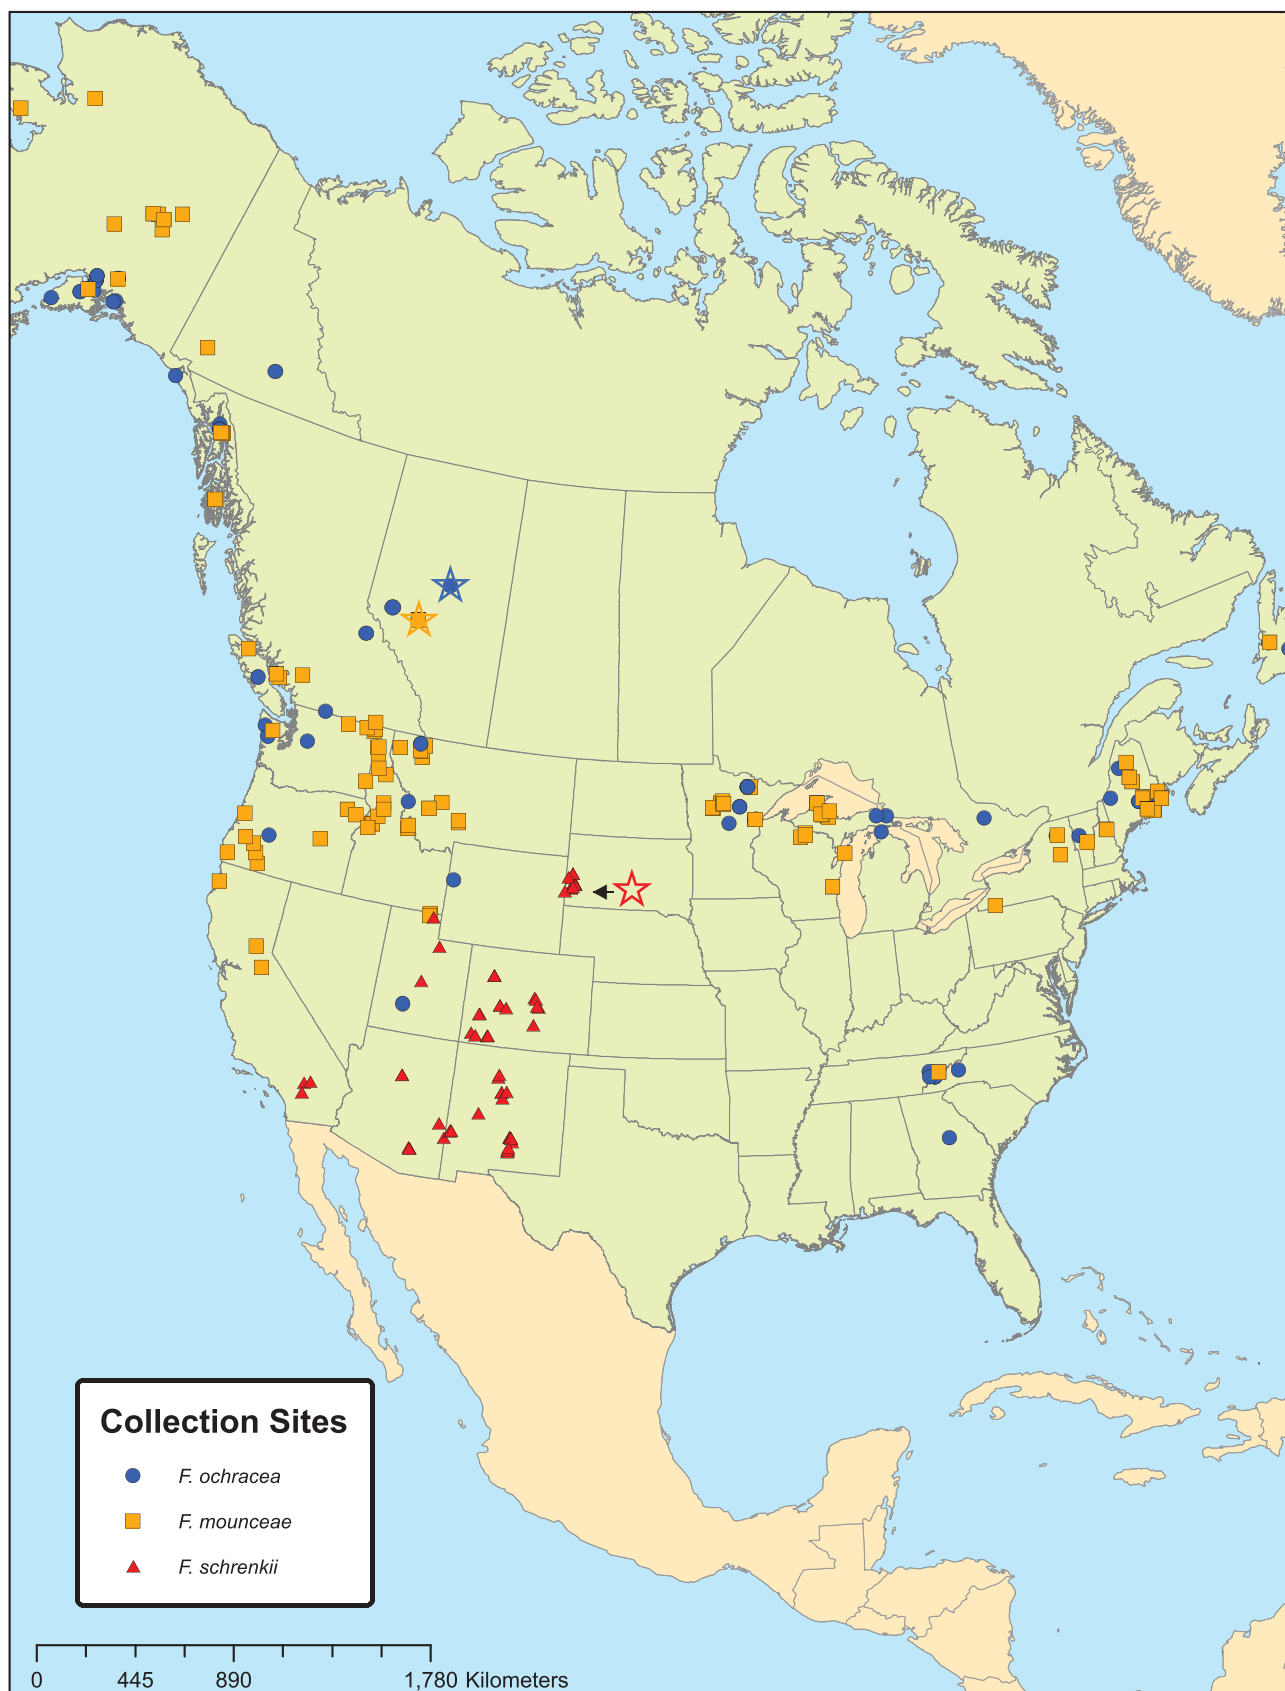 Collection Sites
F. ochracea
F. mounceae
F. schrenkii
0 445 890 1,780 Kilometers